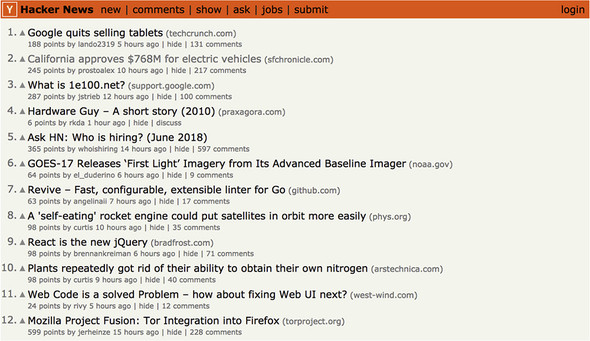 Y Hacker News new | comments | show | ask | jobs | submit login
1. Google quits selling tablets (techcrunch.com)
188 points by lando2319 5 hours ago | hide | 131 comments
2. California approves $768M for electric vehicles (sfchronicle.com)
245 points by prostoalex 10 hours ago | hide | 217 comments
3. What is 1e100.net? (support.google.com)
287 points by jstrieb 12 hours ago | hide | 100 comments
4. Hardware Guy – A short story (2010) (praxagora.com)
6 points by rkda 1 hour ago | hide | discuss
5. Ask HN: Who is hiring? (June 2018)
365 points by whoishiring 14 hours ago | hide | 597 comments
6. GOES-17 Releases ‘First Light’ Imagery from Its Advanced Baseline Imager (noaa.gov)
64 points by el_duderino 6 hours ago | hide | 9 comments
7. Revive – Fast, configurable, extensible linter for Go (github.com)
63 points by angelinaii 7 hours ago | hide | 17 comments
8. A 'self-eating' rocket engine could put satellites in orbit more easily (phys.org)
98 points by curtis 10 hours ago | hide | 35 comments
9. React is the new jQuery (bradfrost.com)
98 points by brennankreiman 6 hours ago | hide | 71 comments
10. Plants repeatedly got rid of their ability to obtain their own nitrogen (arstechnica.com)
98 points by curtis 9 hours ago | hide | 40 comments
11. Web Code is a solved Problem – how about fixing Web UI next? (west-wind.com)
24 points by rivy 5 hours ago | hide | 12 comments
12. Mozilla Project Fusion: Tor Integration into Firefox (torproject.org)
599 points by jerheinze 15 hours ago | hide | 228 comments